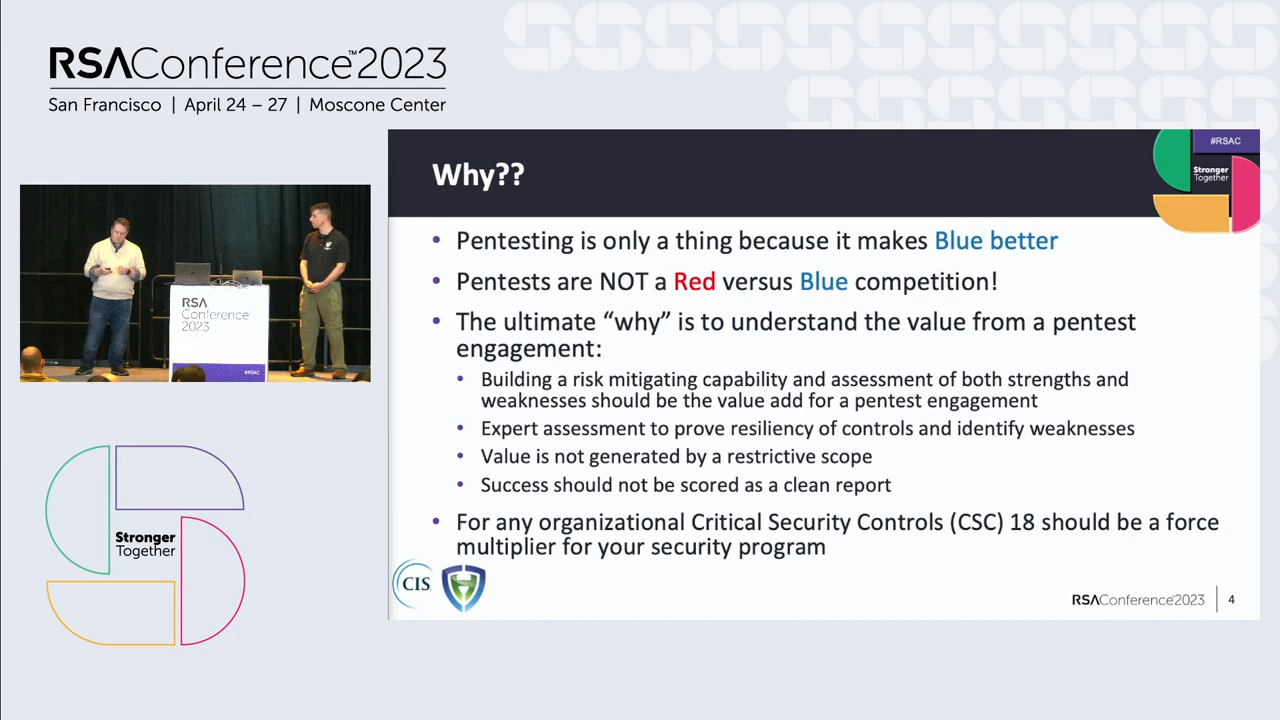 RSAConference™2023
San Francisco | April 24 – 27 | Moscone Center
#RSAC
Stronger
Together
Why??
• Pentesting is only a thing because it makes Blue better
• Pentests are NOT a Red versus Blue competition!
• The ultimate “why” is to understand the value from a pentest
engagement:
• Building a risk mitigating capability and assessment of both strengths and
weaknesses should be the value add for a pentest engagement
• Expert assessment to prove resiliency of controls and identify weaknesses
• Value is not generated by a restrictive scope
• Success should not be scored as a clean report
• For any organizational Critical Security Controls (CSC) 18 should be a force
multiplier for your security program
CIS
RSAConference2023 | 4
RSA
Conference
2023
#RSAC
Stronger
Together